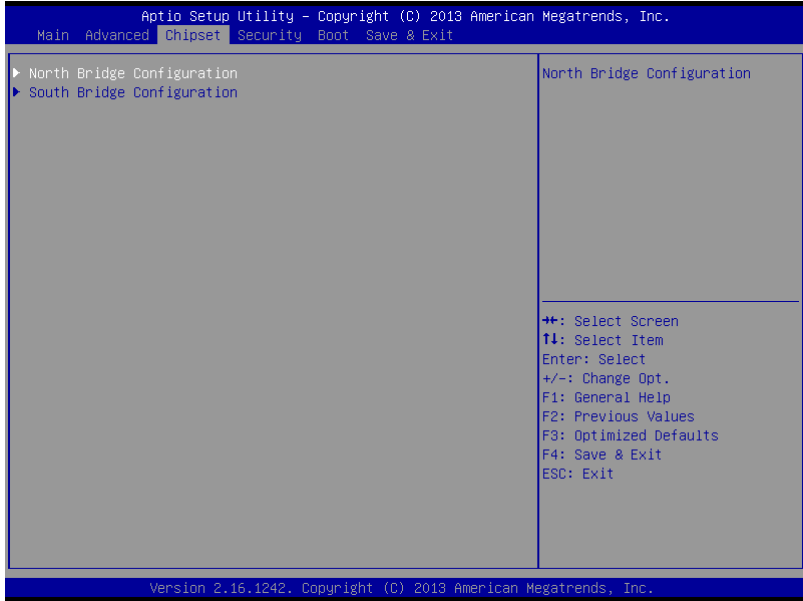 Aptio Setup Utility – Copyright (C) 2013 American Megatrends, Inc.
Main Advanced Chipset Security Boot Save & Exit
▶ North Bridge Configuration
▶ South Bridge Configuration
North Bridge Configuration
→←: Select Screen
↑↓: Select Item
Enter: Select
+/-: Change Opt.
F1: General Help
F2: Previous Values
F3: Optimized Defaults
F4: Save & Exit
ESC: Exit
Version 2.16.1242. Copyright (C) 2013 American Megatrends, Inc.